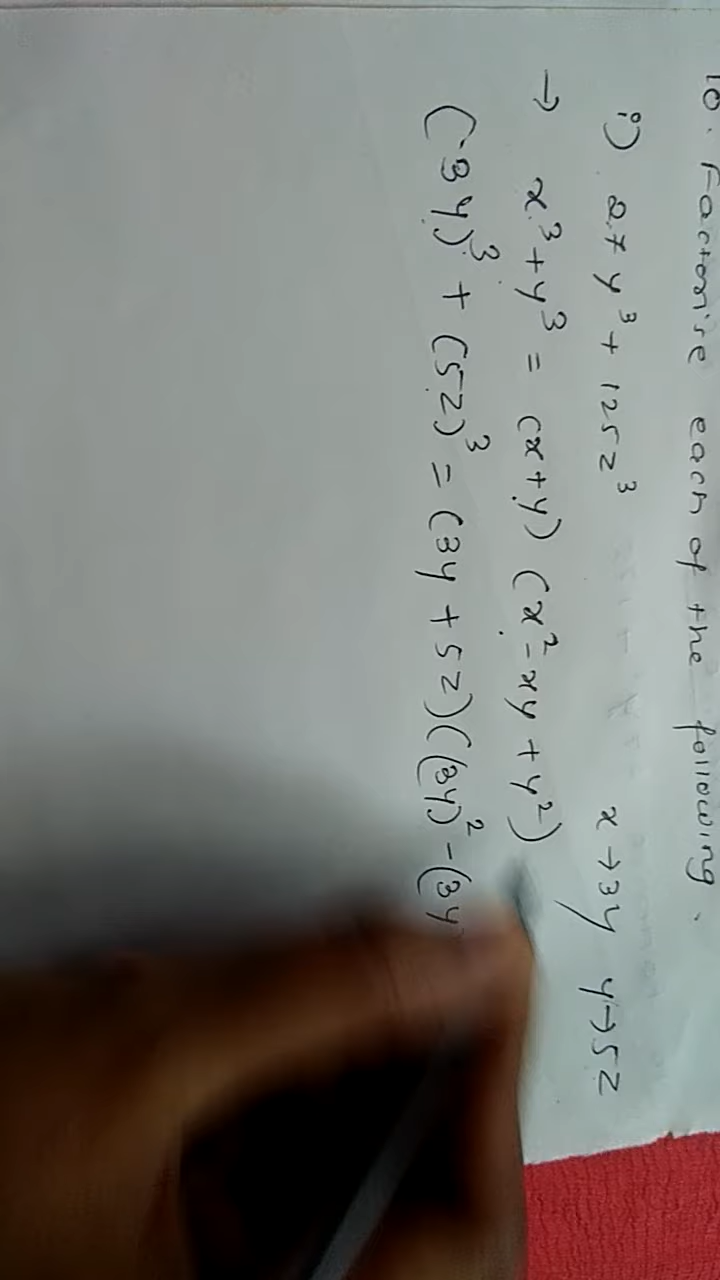 10. Factorise each of the following.
i) 27y³ + 125z³ x→3y y→5z
→ x³ + y³ = (x+y) (x² - xy + y²)
(3y)³ + (5z)³ = (3y + 5z)((3y)² - (3y